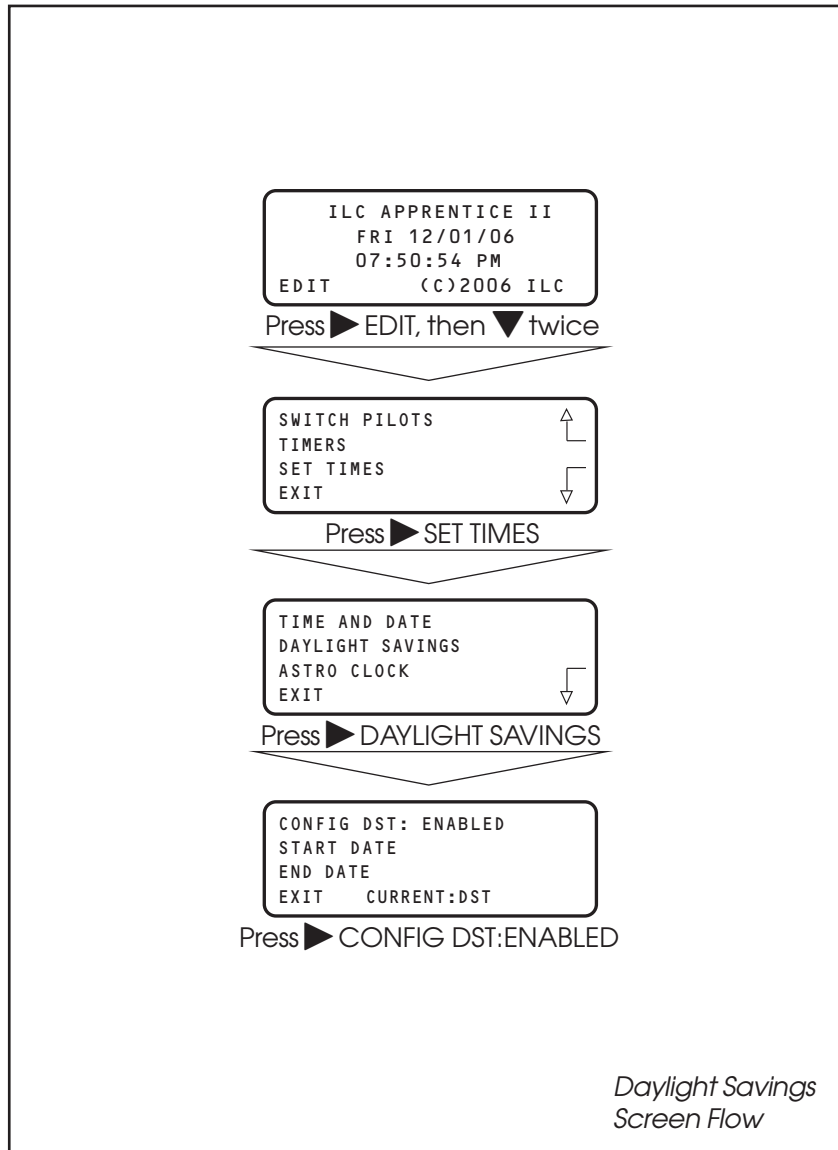 ILC APPRENTICE II
FRI 12/01/06
07:50:54 PM
EDIT (C)2006 ILC
Press ▶ EDIT, then ▼ twice
SWITCH PILOTS
TIMERS
SET TIMES
EXIT
Press ▶ SET TIMES
TIME AND DATE
DAYLIGHT SAVINGS
ASTRO CLOCK
EXIT
Press ▶ DAYLIGHT SAVINGS
CONFIG DST: ENABLED
START DATE
END DATE
EXIT CURRENT:DST
Press ▶ CONFIG DST:ENABLED
Daylight Savings
Screen Flow